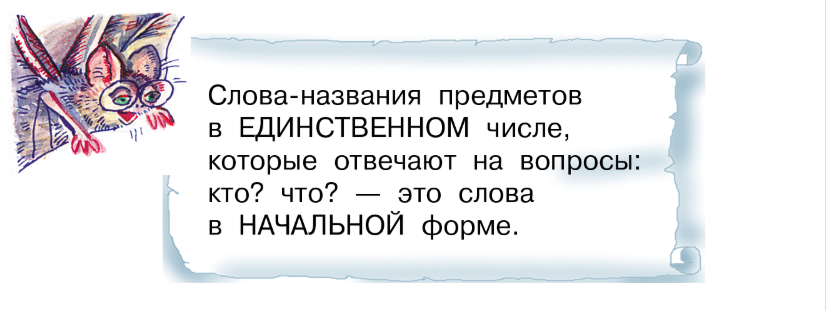 Слова-названия предметов
в ЕДИНСТВЕННОМ числе,
которые отвечают на вопросы:
кто? что? — это слова
в НАЧАЛЬНОЙ форме.